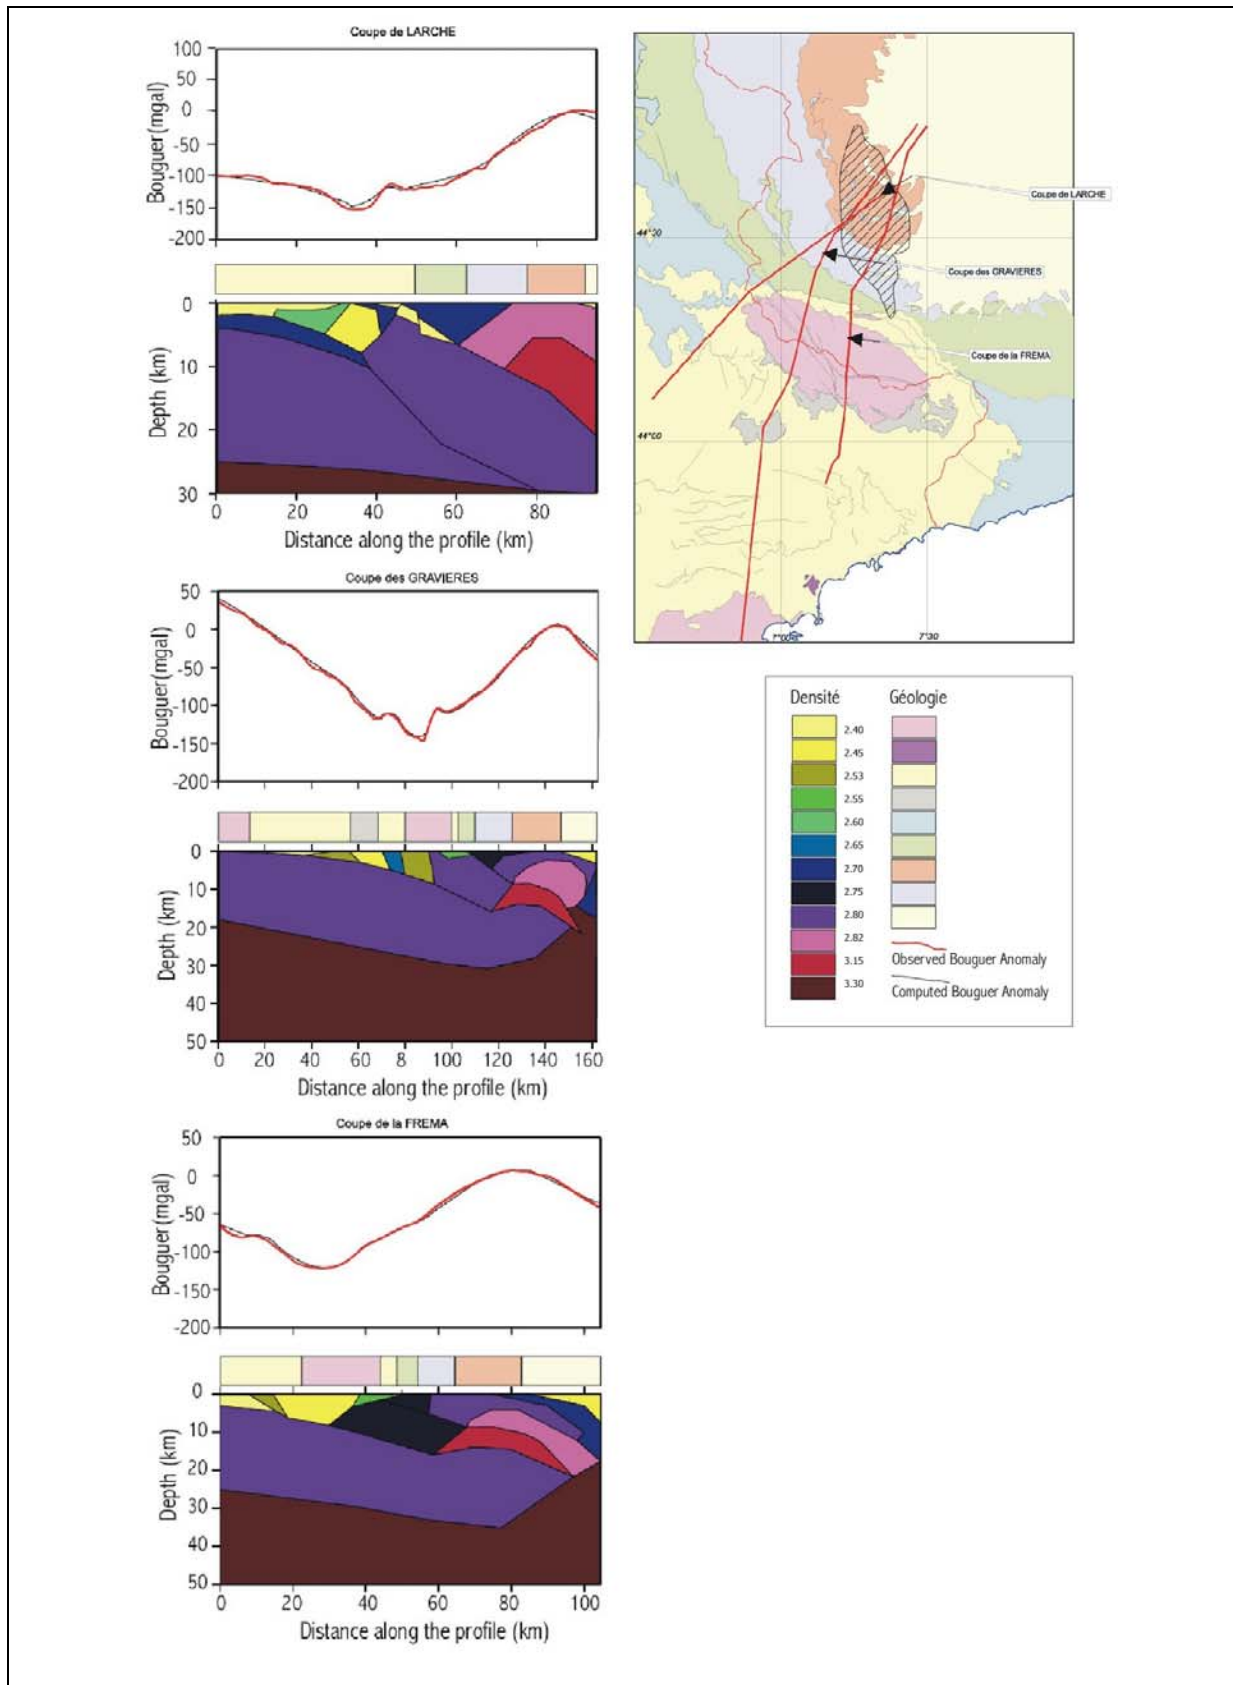 Coupe de LARCHE
100
50
0
-50
-100
-150
-200
Bouguer (mgal)
0
10
20
30
Depth (km)
0 20 40 60 80
Distance along the profile (km)
Coupe des GRAVIERES
50
0
-50
-100
-150
-200
Bouguer (mgal)
0
10
20
30
40
50
Depth (km)
0 20 40 60 8 100 120 140 160
Distance along the profile (km)
Coupe de la FREMA
50
0
-50
-100
-150
-200
Bouguer (mgal)
0
10
20
30
40
50
Depth (km)
0 20 40 60 80 100
Distance along the profile (km)
Coupe de LARCHE
44°30
Coupe des GRAVIERES
Coupe de la FREMA
44°00
7°30
Densité Géologie
2.40
2.45
2.53
2.55
2.60
2.65
2.70
2.75
2.80
2.82
3.15
3.30
Observed Bouguer Anomaly
Computed Bouguer Anomaly